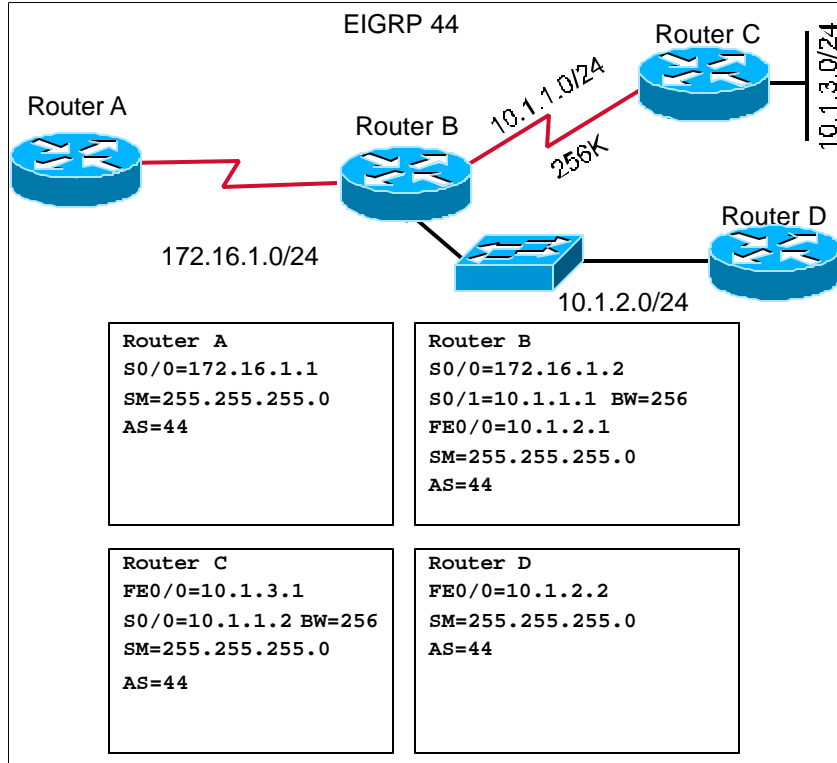 EIGRP 44
Router C
10.1.3.0/24
Router A
10.1.1.0/24
Router B
256K
Router D
172.16.1.0/24
10.1.2.0/24
Router A
S0/0=172.16.1.1
SM=255.255.255.0
AS=44
Router B
S0/0=172.16.1.2
S0/1=10.1.1.1 BW=256
FE0/0=10.1.2.1
SM=255.255.255.0
AS=44
Router C
FE0/0=10.1.3.1
S0/0=10.1.1.2 BW=256
SM=255.255.255.0
AS=44
Router D
FE0/0=10.1.2.2
SM=255.255.255.0
AS=44